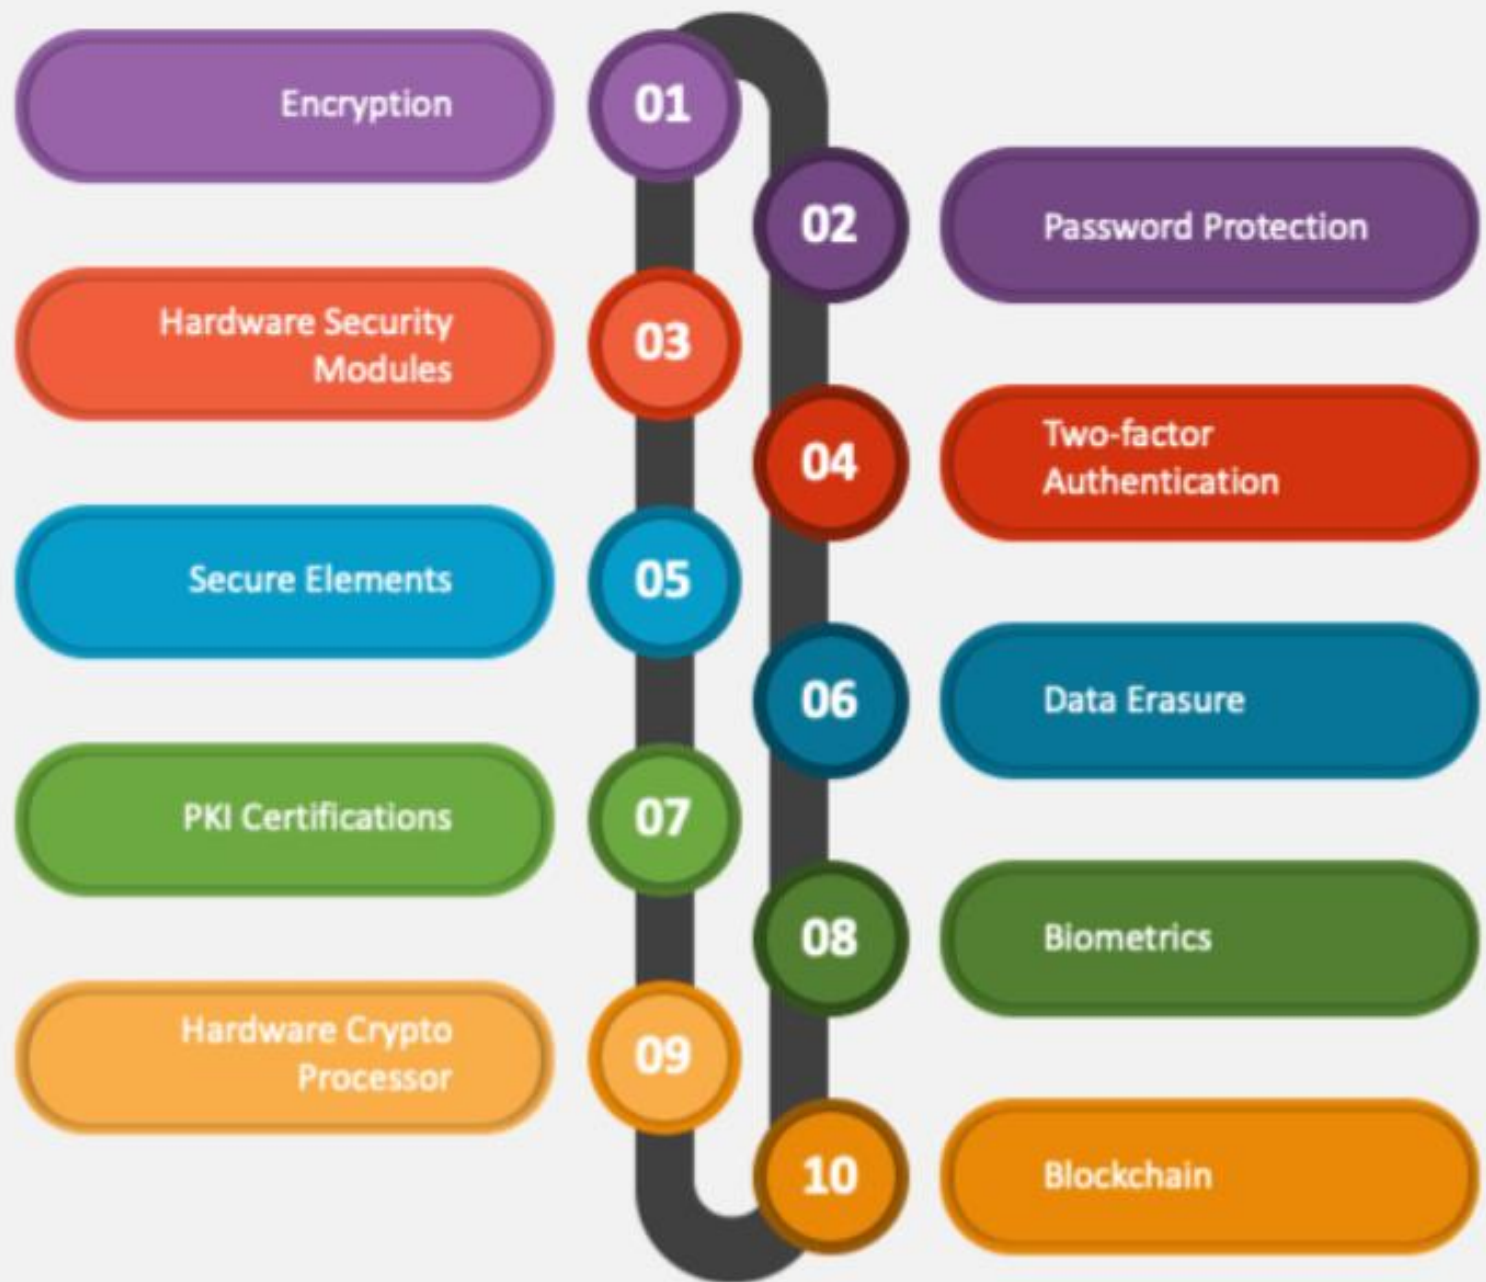 01
Encryption
02
Password Protection
03
Hardware Security
Modules
04
Two-factor
Authentication
05
Secure Elements
06
Data Erasure
07
PKI Certifications
08
Biometrics
09
Hardware Crypto
Processor
10
Blockchain